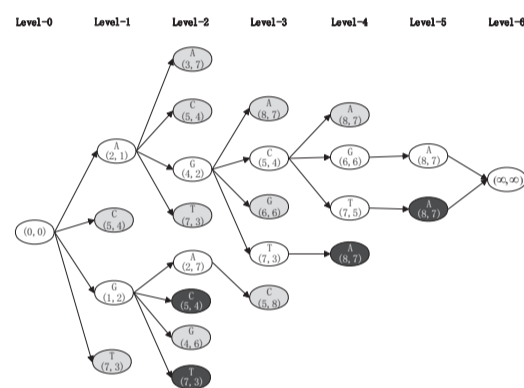 Level-0 Level-1 Level-2 Level-3 Level-4 Level-5 Level-6
A
(3, 7)
C
(5, 4)
A
(8, 7)
A
(8, 7)
A
(2, 1)
G
(4, 2)
C
(5, 4)
G
(6, 6)
A
(8, 7)
(∞, ∞)
G
(6, 6)
T
(7, 5)
A
(8, 7)
C
(5, 4)
T
(7, 3)
(0, 0)
T
(7, 3)
A
(8, 7)
A
(2, 7)
G
(1, 2)
C
(5, 4)
C
(5, 8)
G
(4, 6)
T
(7, 3)
T
(7, 3)